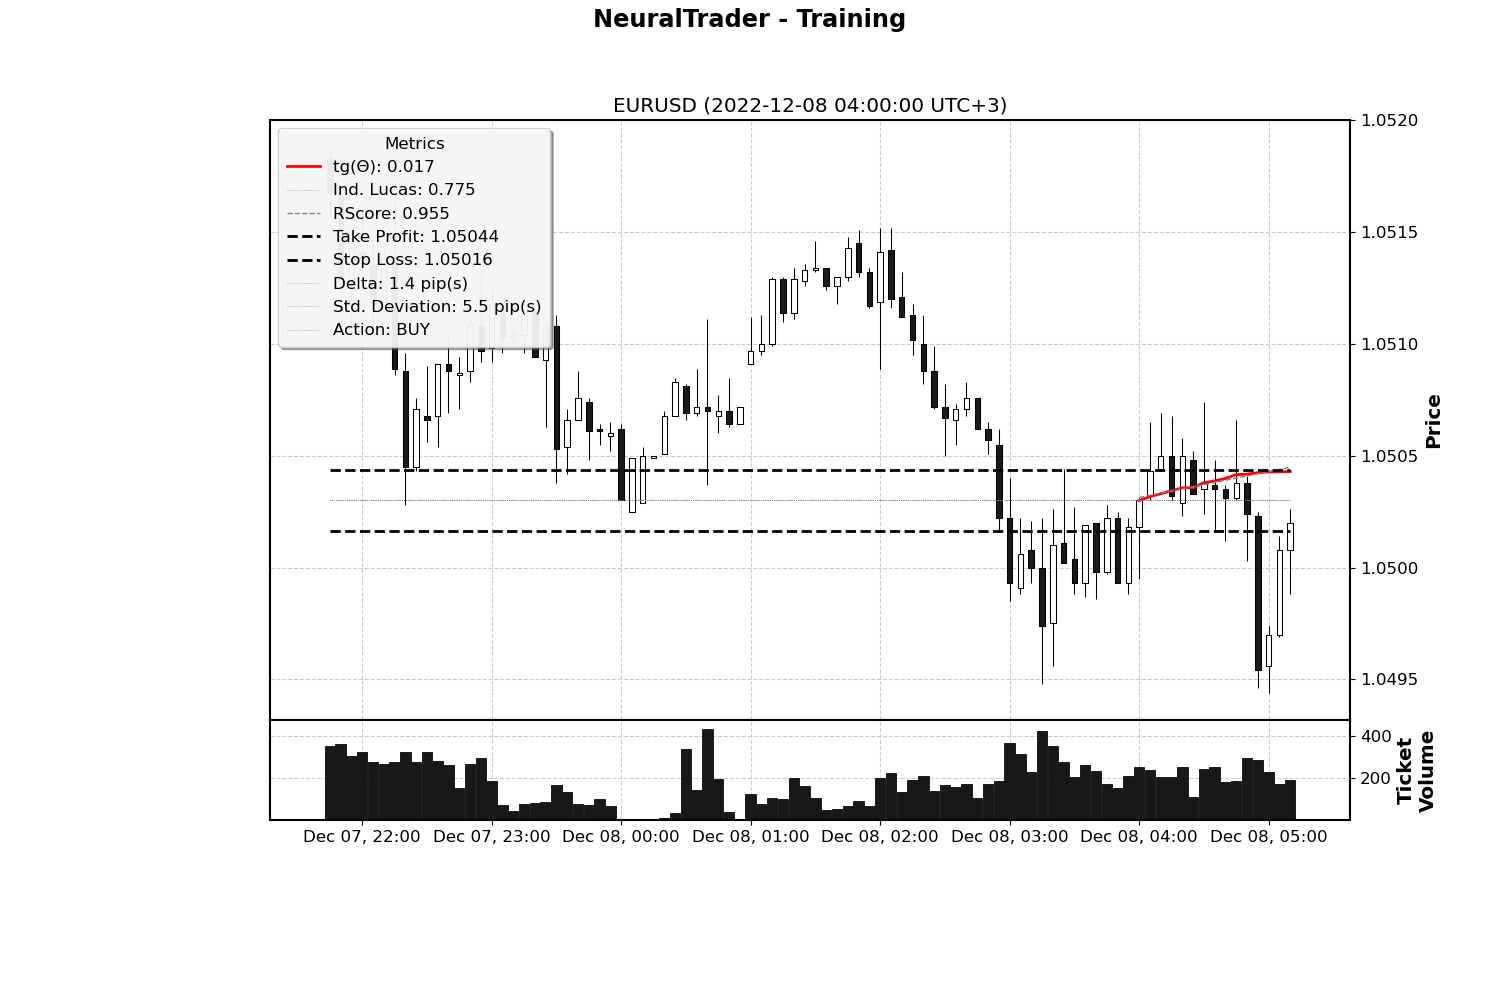 NeuralTrader - Training
EURUSD (2022-12-08 04:00:00 UTC+3)
Metrics
tg(Θ): 0.017
Ind. Lucas: 0.775
RScore: 0.955
Take Profit: 1.05044
Stop Loss: 1.05016
Delta: 1.4 pip(s)
Std. Deviation: 5.5 pip(s)
Action: BUY
1.0520
1.0515
1.0510
1.0505
1.0500
1.0495
Price
400
200
Ticket
Volume
Dec 07, 22:00 Dec 07, 23:00 Dec 08, 00:00 Dec 08, 01:00 Dec 08, 02:00 Dec 08, 03:00 Dec 08, 04:00 Dec 08, 05:00